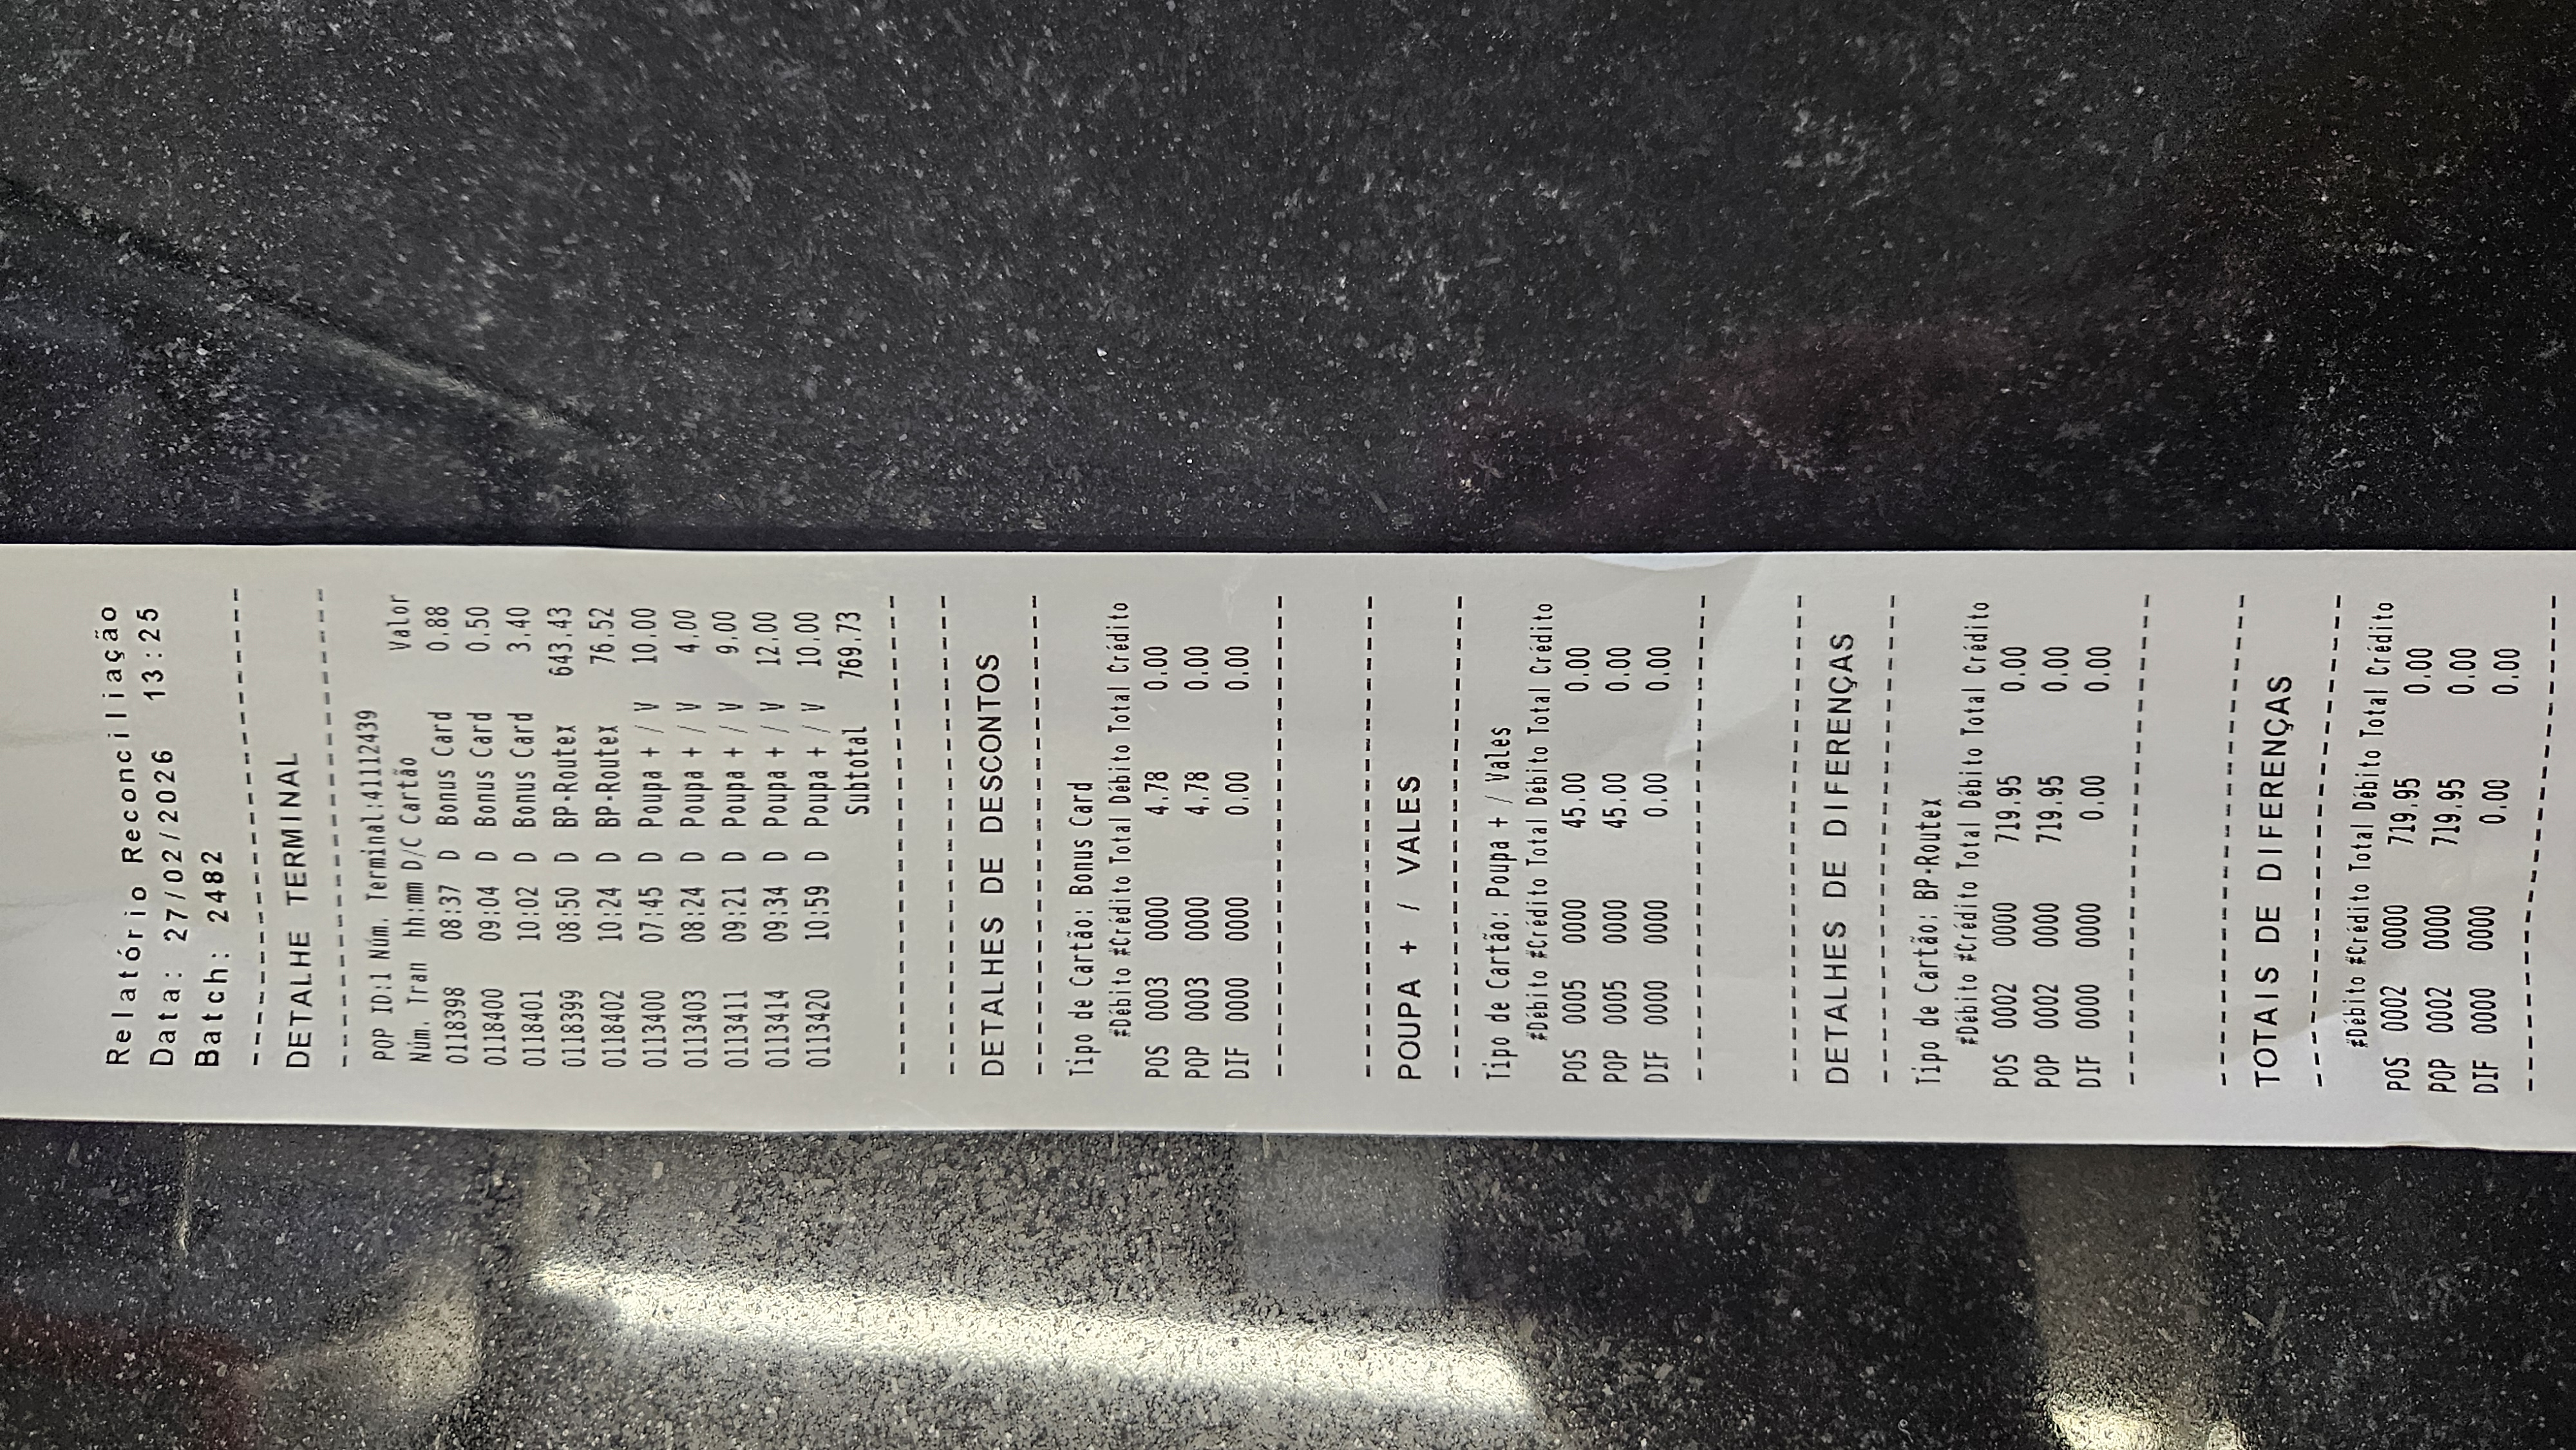 Relatório Reconciliação
Data: 27/02/2026 13:25
Batch: 2482
------------------------
DETALHE TERMINAL
------------------------
POP ID:1 Núm. Terminal:41112439
Núm. Tran hh:mm D/C Cartão Valor
0118398 08:37 D Bonus Card 0.88
0118400 09:04 D Bonus Card 0.50
0118401 10:02 D Bonus Card 3.40
0118399 08:50 D BP-Routex 643.43
0118402 10:24 D BP-Routex 76.52
0113400 07:45 D Poupa + / V 10.00
0113403 08:24 D Poupa + / V 4.00
0113411 09:21 D Poupa + / V 9.00
0113414 09:34 D Poupa + / V 12.00
0113420 10:59 D Poupa + / V 10.00
Subtotal 769.73
------------------------
------------------------
DETALHES DE DESCONTOS
------------------------
Tipo de Cartão: Bonus Card
#Débito #Crédito Total Débito Total Crédito
POS 0003 0000 4.78 0.00
POP 0003 0000 4.78 0.00
DIF 0000 0000 0.00 0.00
------------------------
------------------------
POUPA + / VALES
------------------------
Tipo de Cartão: Poupa + / Vales
#Débito #Crédito Total Débito Total Crédito
POS 0005 0000 45.00 0.00
POP 0005 0000 45.00 0.00
DIF 0000 0000 0.00 0.00
------------------------
------------------------
DETALHES DE DIFERENÇAS
------------------------
Tipo de Cartão: BP-Routex
#Débito #Crédito Total Débito Total Crédito
POS 0002 0000 719.95 0.00
POP 0002 0000 719.95 0.00
DIF 0000 0000 0.00 0.00
------------------------
------------------------
TOTAIS DE DIFERENÇAS
------------------------
#Débito #Crédito Total Débito Total Crédito
POS 0002 0000 719.95 0.00
POP 0002 0000 719.95 0.00
DIF 0000 0000 0.00 0.00
------------------------